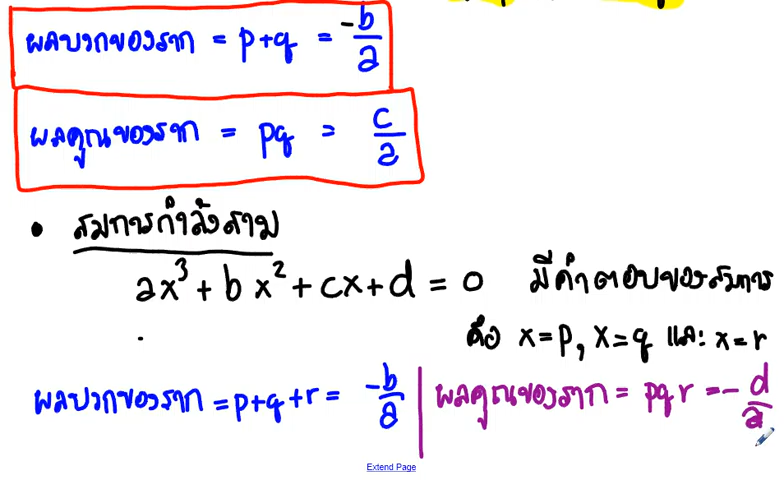 ผลบวกของราก = p+q = -b/a
ผลคูณของราก = pq = c/a
• สมการกำลังสาม
ax³ + bx² + cx + d = 0 มีคำตอบของสมการ
คือ x=p, x=q และ x=r
ผลบวกของราก = p+q+r = -b/a | ผลคูณของราก = pqr = -d/a
Extend Page